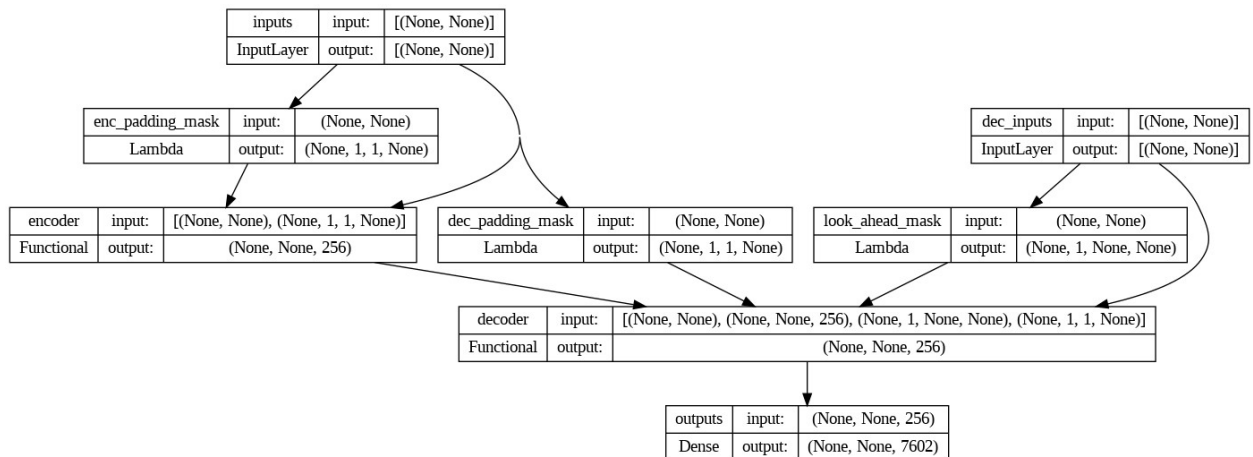 inputs input: [(None, None)]
InputLayer output: [(None, None)]
enc_padding_mask input: (None, None)
Lambda output: (None, 1, 1, None)
dec_inputs input: [(None, None)]
InputLayer output: [(None, None)]
encoder input: [(None, None), (None, 1, 1, None)]
Functional output: (None, None, 256)
dec_padding_mask input: (None, None)
Lambda output: (None, 1, 1, None)
look_ahead_mask input: (None, None)
Lambda output: (None, 1, None, None)
decoder input: [(None, None), (None, None, 256), (None, 1, None, None), (None, 1, 1, None)]
Functional output: (None, None, 256)
outputs input: (None, None, 256)
Dense output: (None, None, 7602)